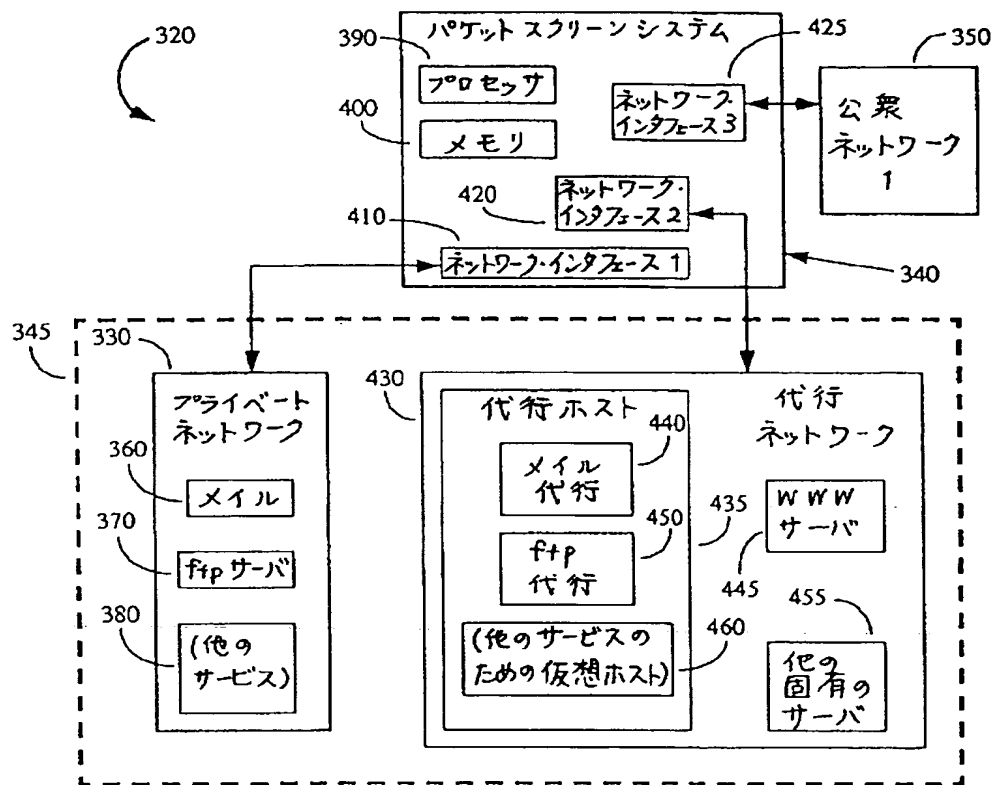 320
390
パケットスクリーンシステム
425
350
プロセッサ
ネットワーク・
インタフェース3
公衆
ネットワーク
1
400
メモリ
420
ネットワーク・
インタフェース2
410
ネットワーク・インタフェース1
340
345
330
プライベート
ネットワーク
360
メイル
370
ftpサーバ
380
(他の
サービス)
430
代行ホスト
440
メイル
代行
450
435
ftp
代行
460
(他のサービスの
ための仮想ホスト)
代行
ネットワーク
WWW
サーバ
445
455
他の
固有の
サーバ